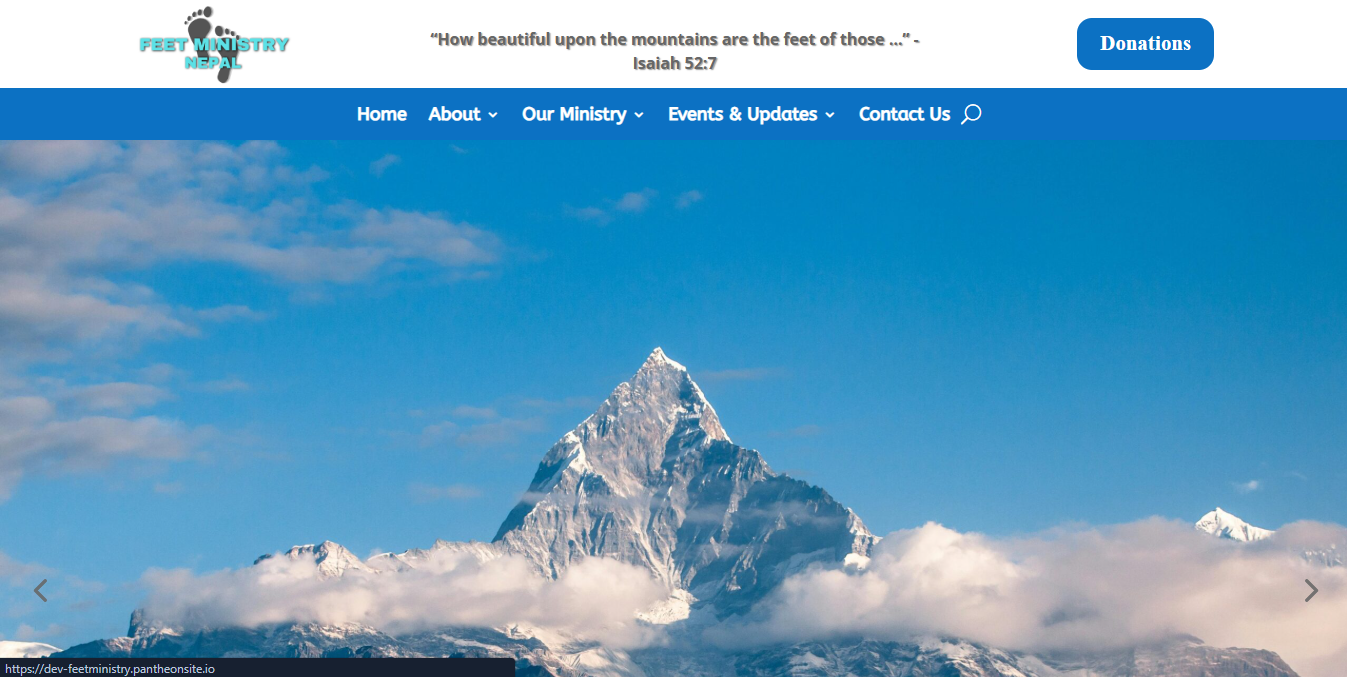 FEET MINISTRY
NEPAL
“How beautiful upon the mountains are the feet of those ...” -
Isaiah 52:7
Donations
Home About Our Ministry Events & Updates Contact Us
https://dev-feetministry.pantheonsite.io